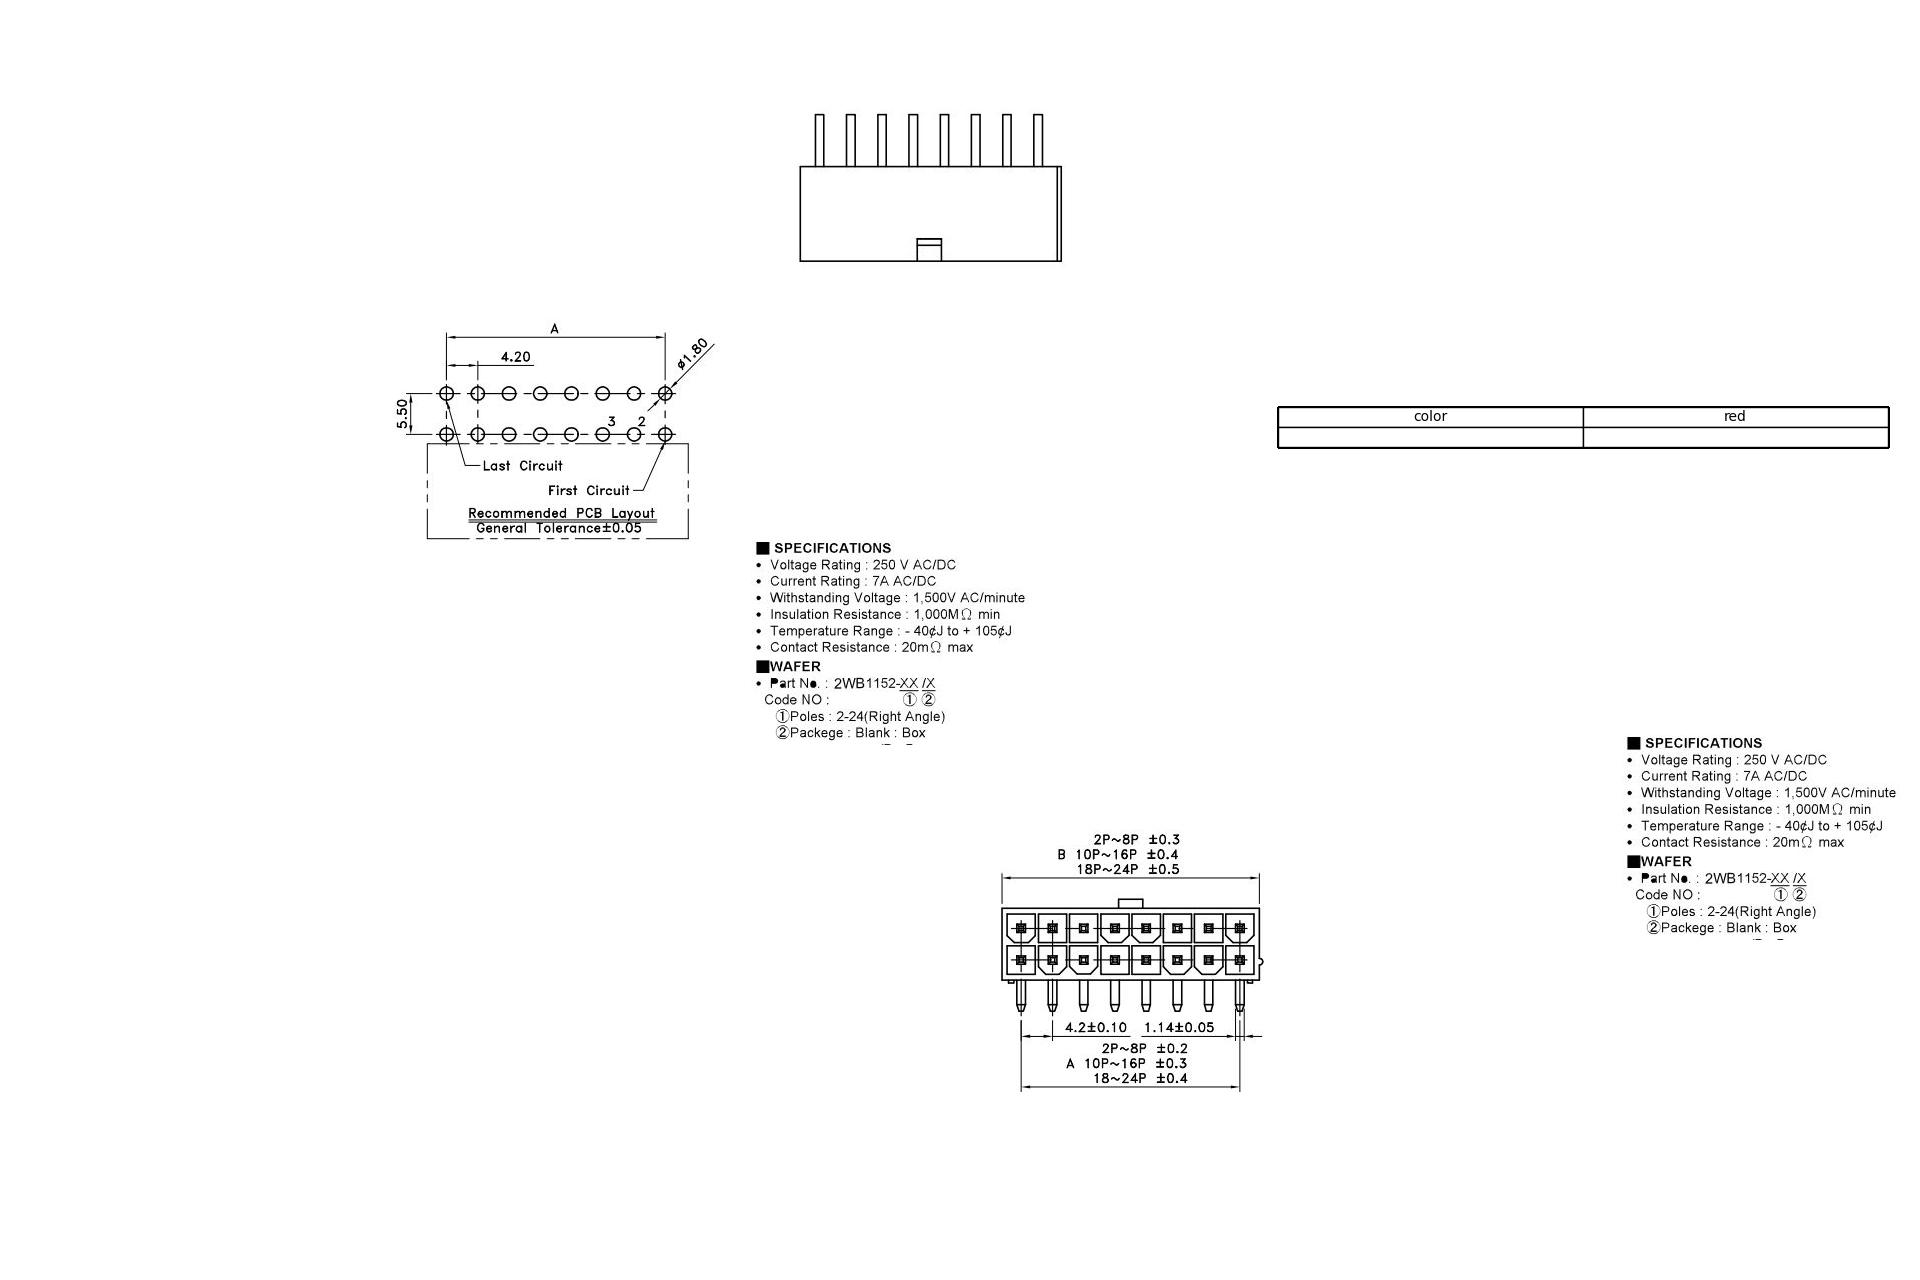 A
4.20
ø1.80
5.50
3 2
Last Circuit
First Circuit
Recommended PCB Layout
General Tolerance±0.05
color red
■ SPECIFICATIONS
• Voltage Rating : 250 V AC/DC
• Current Rating : 7A AC/DC
• Withstanding Voltage : 1,500V AC/minute
• Insulation Resistance : 1,000MΩ min
• Temperature Range : - 40¢J to + 105¢J
• Contact Resistance : 20mΩ max
■WAFER
• Part No. : 2WB1152-XX /X
Code NO : ① ②
①Poles : 2-24(Right Angle)
②Packege : Blank : Box
■ SPECIFICATIONS
• Voltage Rating : 250 V AC/DC
• Current Rating : 7A AC/DC
• Withstanding Voltage : 1,500V AC/minute
• Insulation Resistance : 1,000MΩ min
• Temperature Range : - 40¢J to + 105¢J
• Contact Resistance : 20mΩ max
■WAFER
• Part No. : 2WB1152-XX /X
Code NO : ① ②
①Poles : 2-24(Right Angle)
②Packege : Blank : Box
2P~8P ±0.3
B 10P~16P ±0.4
18P~24P ±0.5
4.2±0.10 1.14±0.05
2P~8P ±0.2
A 10P~16P ±0.3
18~24P ±0.4